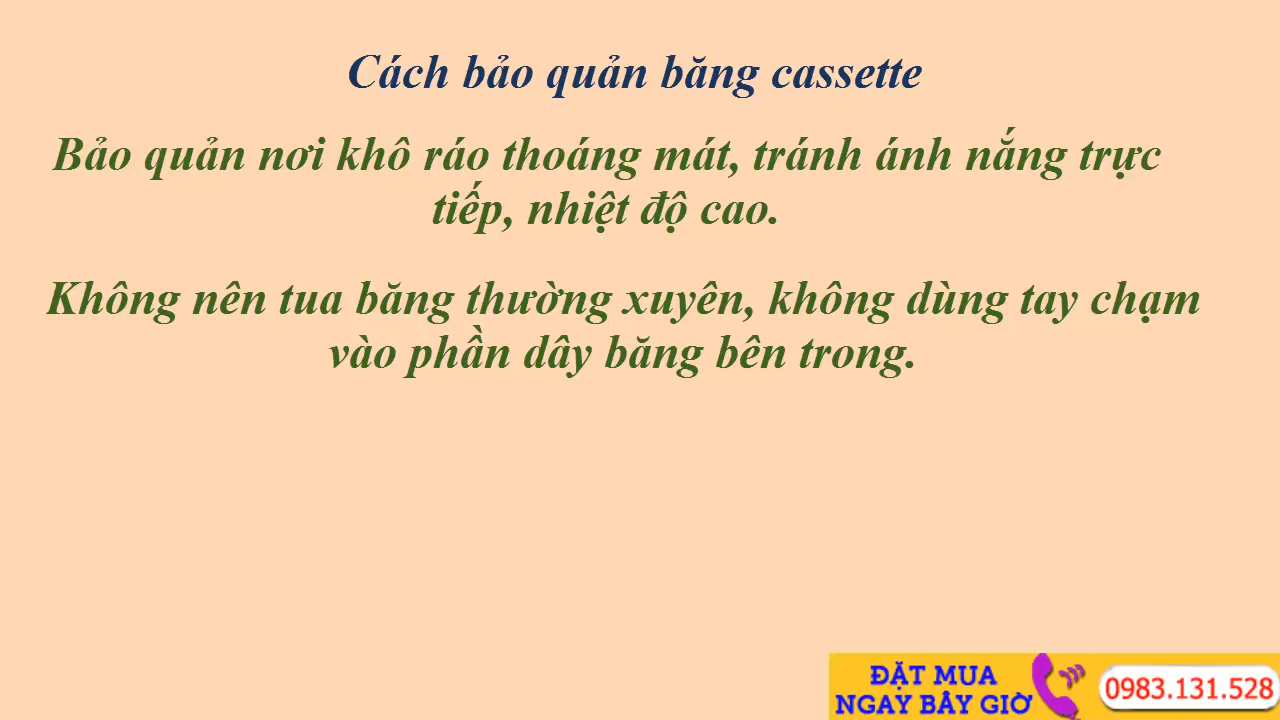 Cách bảo quản băng cassette
Bảo quản nơi khô ráo thoáng mát, tránh ánh nắng trực
tiếp, nhiệt độ cao.
Không nên tua băng thường xuyên, không dùng tay chạm
vào phần dây băng bên trong.
ĐẶT MUA
NGAY BÂY GIỜ
0983.131.528